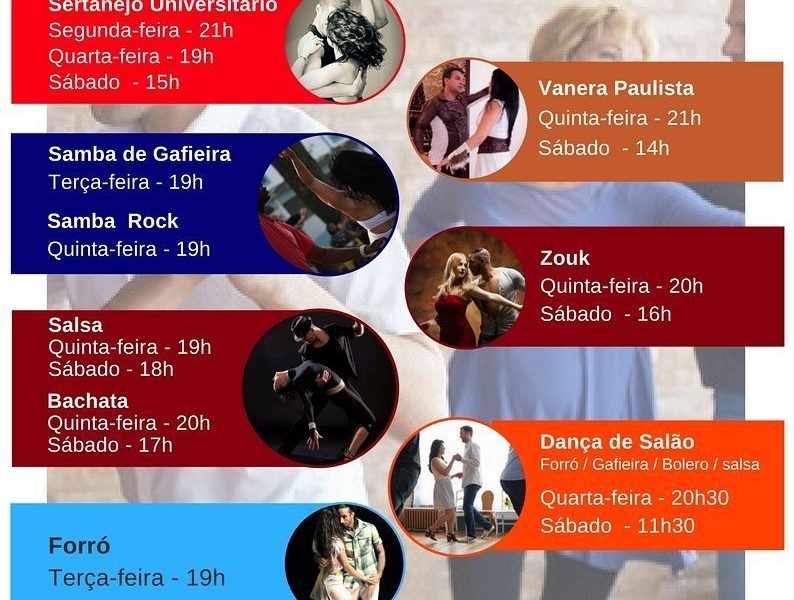 Sertanejo Universitário
Segunda-feira - 21h
Quarta-feira - 19h
Sábado - 15h
Vanera Paulista
Quinta-feira - 21h
Sábado - 14h
Samba de Gafieira
Terça-feira - 19h
Samba Rock
Quinta-feira - 19h
Zouk
Quinta-feira - 20h
Sábado - 16h
Salsa
Quinta-feira - 19h
Sábado - 18h
Bachata
Quinta-feira - 20h
Sábado - 17h
Dança de Salão
Forró / Gafieira / Bolero / salsa
Quarta-feira - 20h30
Sábado - 11h30
Forró
Terça-feira - 19h